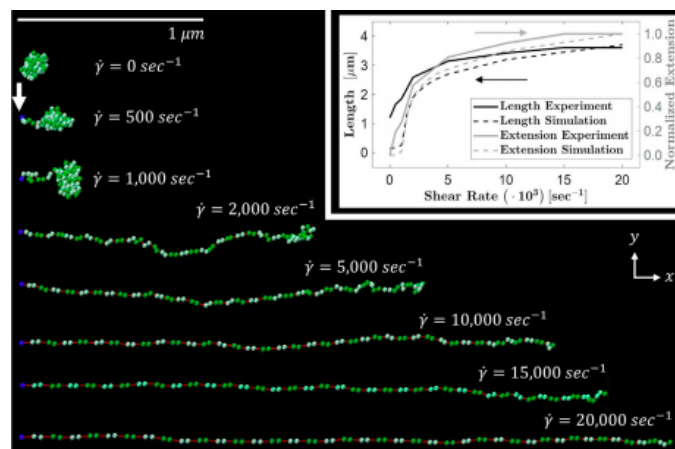 1 μm
γ̇ = 0 sec⁻¹
γ̇ = 500 sec⁻¹
γ̇ = 1,000 sec⁻¹
γ̇ = 2,000 sec⁻¹
γ̇ = 5,000 sec⁻¹
γ̇ = 10,000 sec⁻¹
γ̇ = 15,000 sec⁻¹
γ̇ = 20,000 sec⁻¹
y
x
Length [μm]
4
3
2
1
0
Normalized Extension
1.0
0.8
0.6
0.4
0.2
0.0
Length Experiment
Length Simulation
Extension Experiment
Extension Simulation
0 5 10 15 20
Shear Rate (·10³) [sec⁻¹]